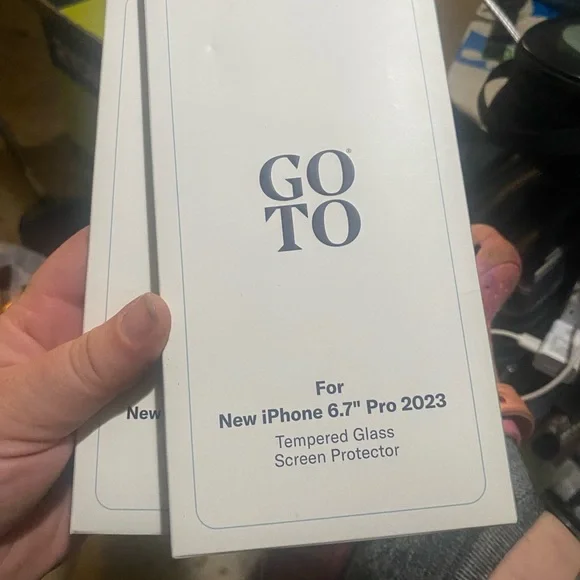 GO®
TO
For
New iPhone 6.7" Pro 2023
Tempered Glass
Screen Protector
New